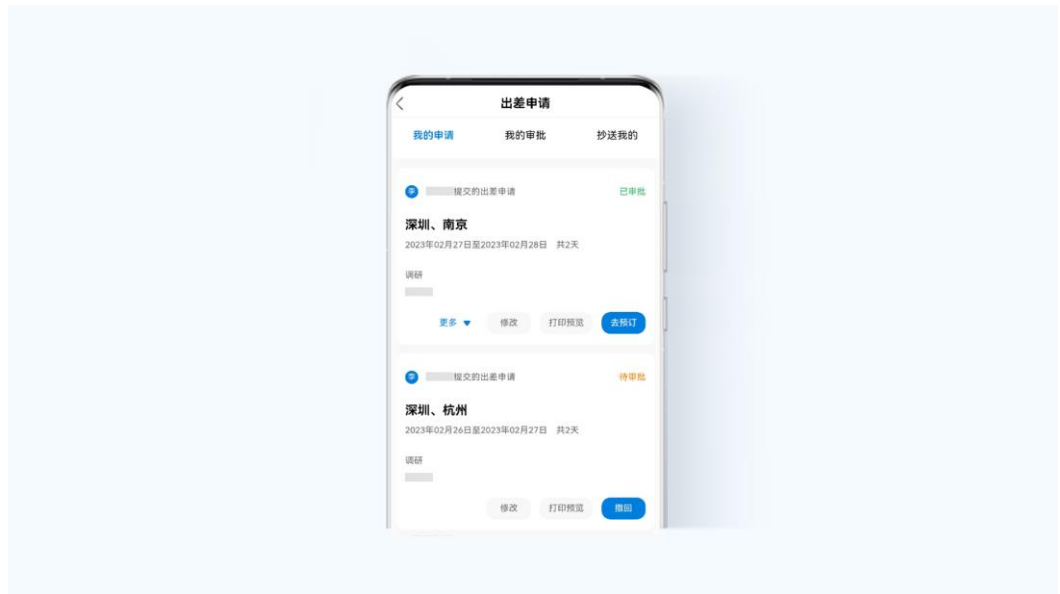 出差申请
我的申请 我的审批 抄送我的
李 提交的出差申请 已审批
深圳、南京
2023年02月27日至2023年02月28日 共2天
调研
更多 修改 打印预览 去预订
李 提交的出差申请 待审批
深圳、杭州
2023年02月26日至2023年02月27日 共2天
调研
修改 打印预览 撤回